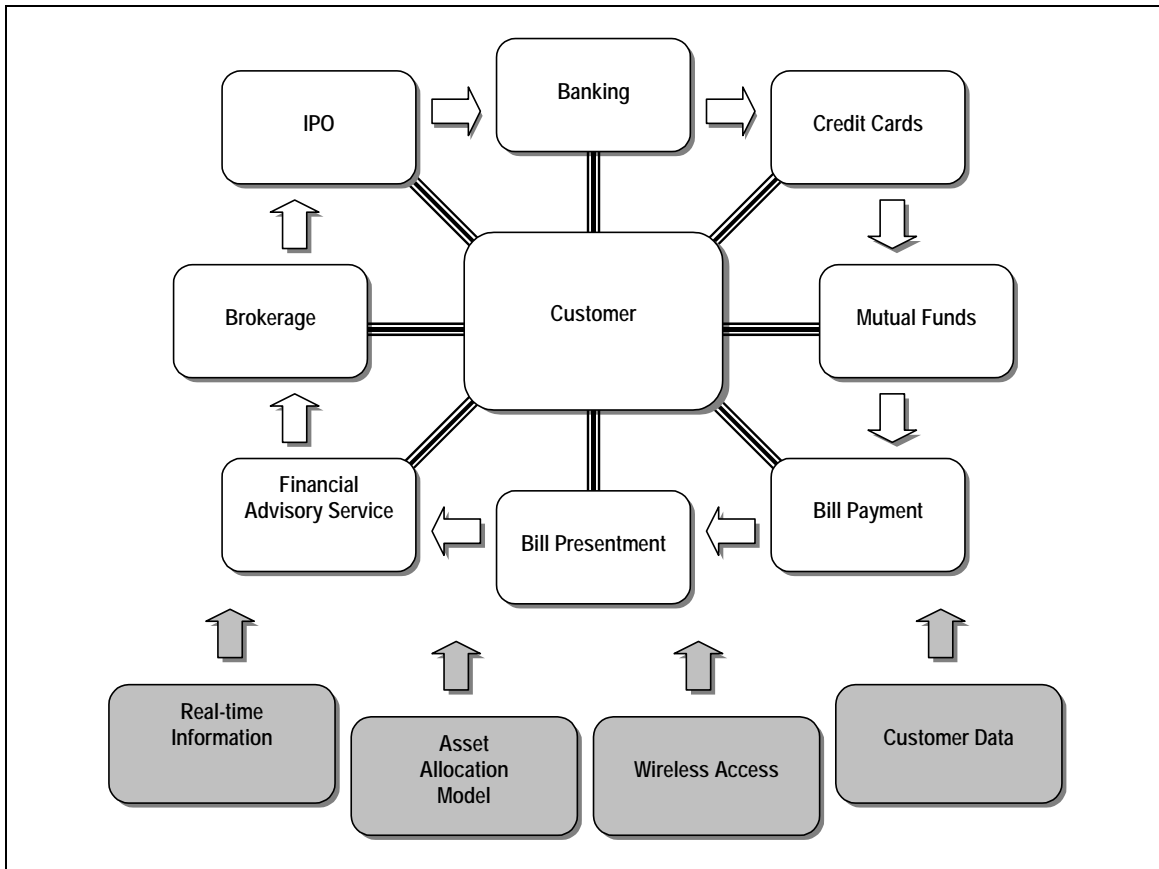 Banking
IPO
Credit Cards
Brokerage
Customer
Mutual Funds
Financial
Advisory Service
Bill Presentment
Bill Payment
Real-time
Information
Asset
Allocation
Model
Wireless Access
Customer Data